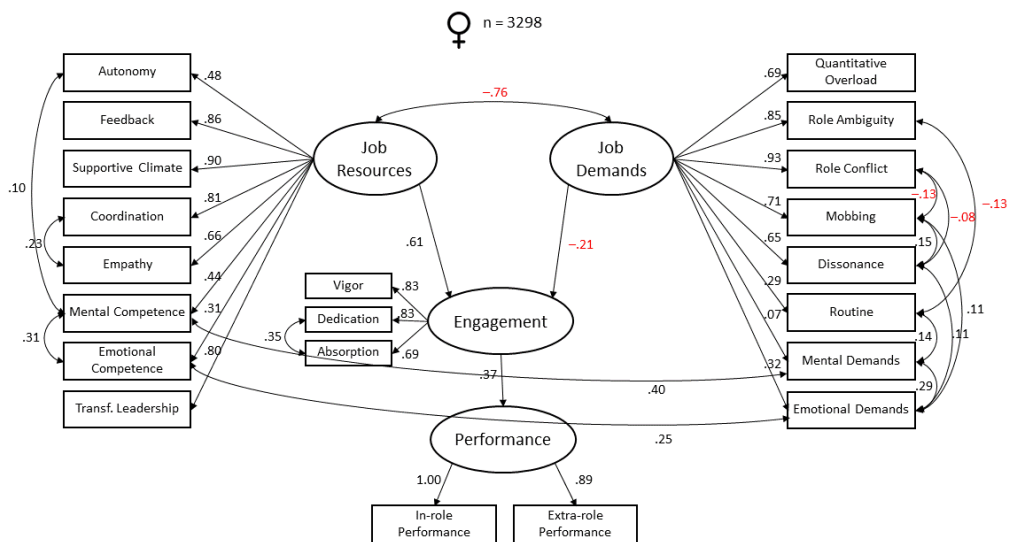 n = 3298
Autonomy
Feedback
Supportive Climate
Coordination
Empathy
Mental Competence
Emotional
Competence
Transf. Leadership
.48
.86
.90
.81
.66
.44
.31
.80
.10
.23
.31
–.76
Job
Resources
Job
Demands
.61
–.21
Vigor
Dedication
Absorption
.83
.83
.69
.35
Engagement
.37
Performance
1.00
.89
In-role
Performance
Extra-role
Performance
.40
.25
.69
.85
.93
.71
.65
.29
.07
.32
Quantitative
Overload
Role Ambiguity
Role Conflict
Mobbing
Dissonance
Routine
Mental Demands
Emotional Demands
–.13
–.08
–.13
.15
.11
.11
.14
.29